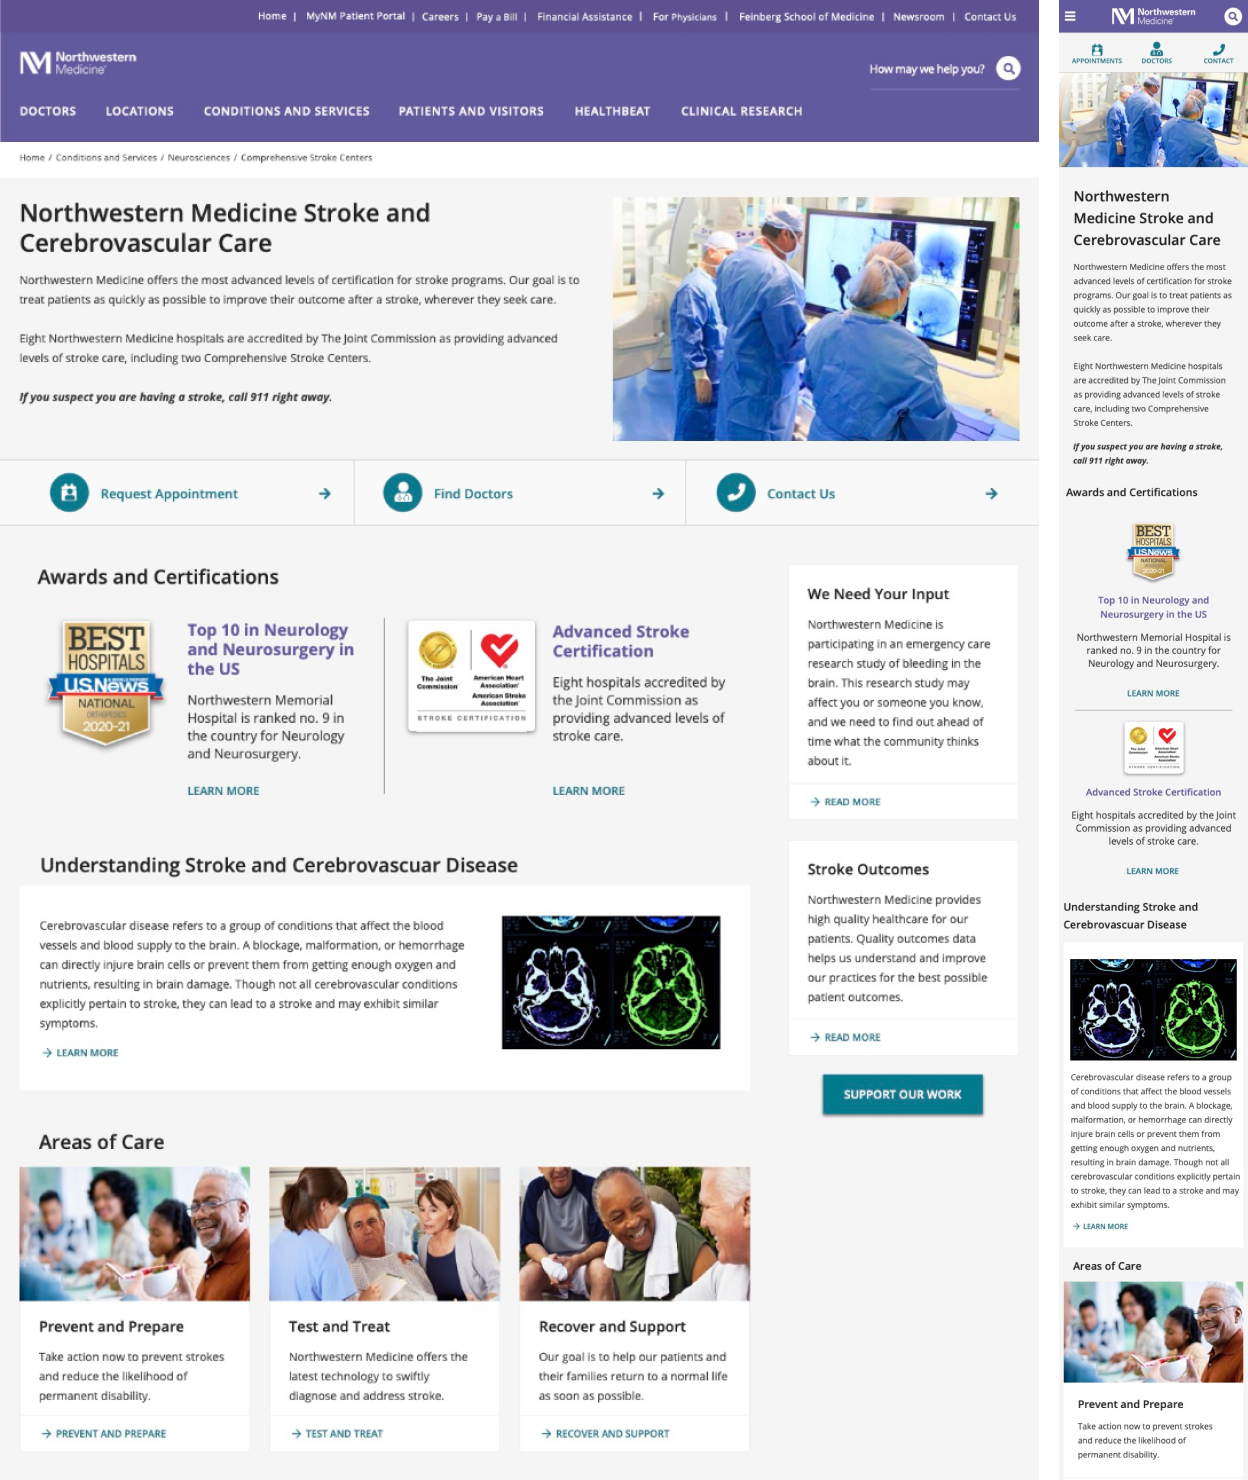 Home | MyNM Patient Portal | Careers | Pay a Bill | Financial Assistance | For Physicians | Feinberg School of Medicine | Newsroom | Contact Us
Northwestern
Medicine
How may we help you?
DOCTORS LOCATIONS CONDITIONS AND SERVICES PATIENTS AND VISITORS HEALTHBEAT CLINICAL RESEARCH
Home / Conditions and Services / Neurosciences / Comprehensive Stroke Centers
Northwestern Medicine Stroke and
Cerebrovascular Care
Northwestern Medicine offers the most advanced levels of certification for stroke programs. Our goal is to
treat patients as quickly as possible to improve their outcome after a stroke, wherever they seek care.
Eight Northwestern Medicine hospitals are accredited by The Joint Commission as providing advanced
levels of stroke care, including two Comprehensive Stroke Centers.
If you suspect you are having a stroke, call 911 right away.
Request Appointment → Find Doctors → Contact Us →
Awards and Certifications
BEST
HOSPITALS
U.S.News
NATIONAL
ORTHOPEDICS
2020-21
Top 10 in Neurology
and Neurosurgery in
the US
Northwestern Memorial
Hospital is ranked no. 9 in
the country for Neurology
and Neurosurgery.
LEARN MORE
The Joint
Commission
American Heart
Association
American Stroke
Association
STROKE CERTIFICATION
Advanced Stroke
Certification
Eight hospitals accredited by
the Joint Commission as
providing advanced levels of
stroke care.
LEARN MORE
We Need Your Input
Northwestern Medicine is
participating in an emergency care
research study of bleeding in the
brain. This research study may
affect you or someone you know,
and we need to find out ahead of
time what the community thinks
about it.
→ READ MORE
Understanding Stroke and Cerebrovascuar Disease
Cerebrovascular disease refers to a group of conditions that affect the blood
vessels and blood supply to the brain. A blockage, malformation, or hemorrhage
can directly injure brain cells or prevent them from getting enough oxygen and
nutrients, resulting in brain damage. Though not all cerebrovascular conditions
explicitly pertain to stroke, they can lead to a stroke and may exhibit similar
symptoms.
→ LEARN MORE
Stroke Outcomes
Northwestern Medicine provides
high quality healthcare for our
patients. Quality outcomes data
helps us understand and improve
our practices for the best possible
patient outcomes.
→ READ MORE
SUPPORT OUR WORK
Areas of Care
Prevent and Prepare
Take action now to prevent strokes
and reduce the likelihood of
permanent disability.
→ PREVENT AND PREPARE
Test and Treat
Northwestern Medicine offers the
latest technology to swiftly
diagnose and address stroke.
→ TEST AND TREAT
Recover and Support
Our goal is to help our patients and
their families return to a normal life
as soon as possible.
→ RECOVER AND SUPPORT
Northwestern
Medicine
APPOINTMENTS DOCTORS CONTACT
Northwestern
Medicine Stroke and
Cerebrovascular Care
Northwestern Medicine offers the most
advanced levels of certification for stroke
programs. Our goal is to treat patients as
quickly as possible to improve their
outcome after a stroke, wherever they
seek care.
Eight Northwestern Medicine hospitals
are accredited by The Joint Commission
as providing advanced levels of stroke
care, including two Comprehensive
Stroke Centers.
If you suspect you are having a stroke,
call 911 right away.
Awards and Certifications
BEST
HOSPITALS
U.S.News
NATIONAL
2020-21
Top 10 in Neurology and
Neurosurgery in the US
Northwestern Memorial Hospital is
ranked no. 9 in the country for
Neurology and Neurosurgery.
LEARN MORE
The Joint
Commission
American Heart
Association
American Stroke
Association
STROKE CERTIFICATION
Advanced Stroke Certification
Eight hospitals accredited by the Joint
Commission as providing advanced
levels of stroke care.
LEARN MORE
Understanding Stroke and
Cerebrovascuar Disease
Cerebrovascular disease refers to a group
of conditions that affect the blood vessels
and blood supply to the brain. A blockage,
malformation, or hemorrhage can directly
injure brain cells or prevent them from
getting enough oxygen and nutrients,
resulting in brain damage. Though not all
cerebrovascular conditions explicitly pertain
to stroke, they can lead to a stroke and may
exhibit similar symptoms.
→ LEARN MORE
Areas of Care
Prevent and Prepare
Take action now to prevent strokes
and reduce the likelihood of
permanent disability.